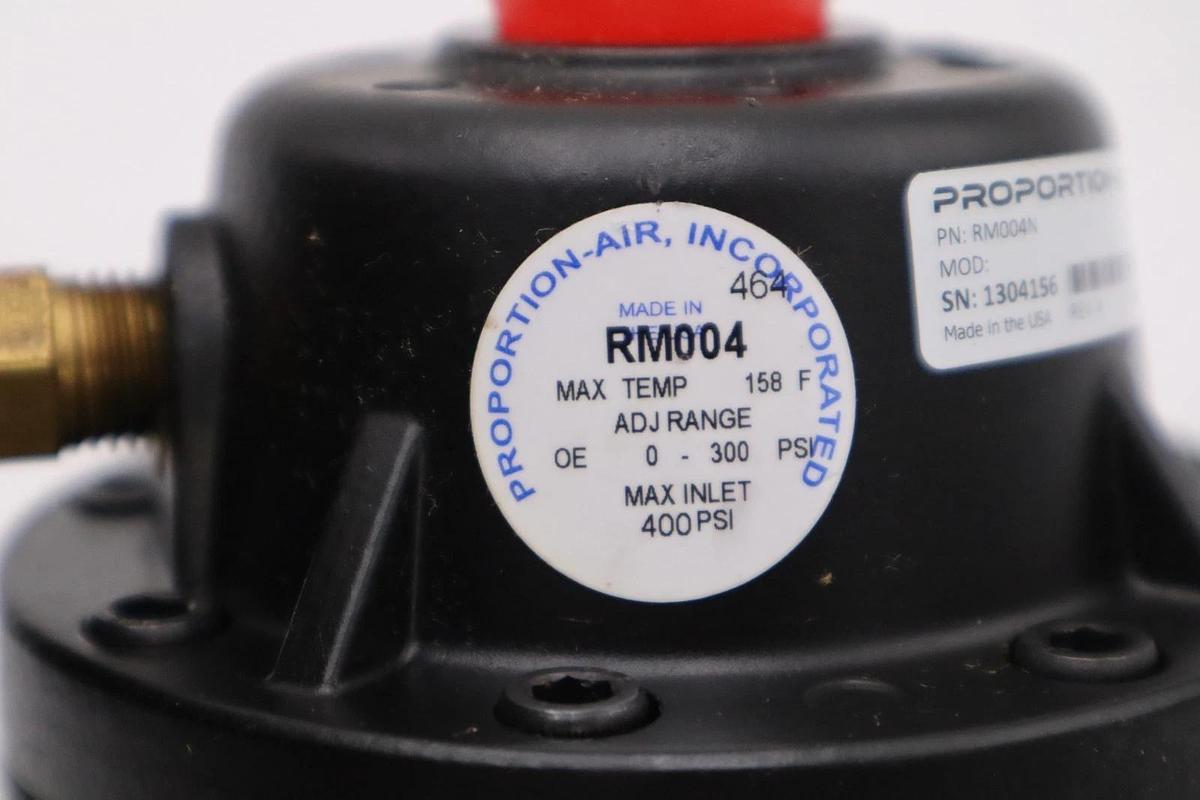 PROPORTION-AIR, INCORPORATED
464
MADE IN
RM004
MAX TEMP 158 F
ADJ RANGE
OE 0 - 300 PSI
MAX INLET
400 PSI
PROPORTION-
PN: RM004N
MOD:
SN: 1304156
Made in the USA